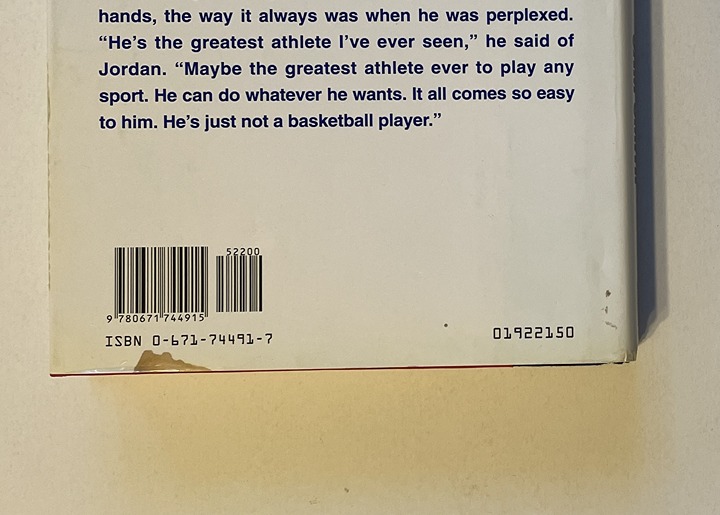 hands, the way it always was when he was perplexed.
“He’s the greatest athlete I’ve ever seen,” he said of
Jordan. “Maybe the greatest athlete ever to play any
sport. He can do whatever he wants. It all comes so easy
to him. He’s just not a basketball player.”
52200
9 780671 744915
ISBN 0-671-74491-7
01922150